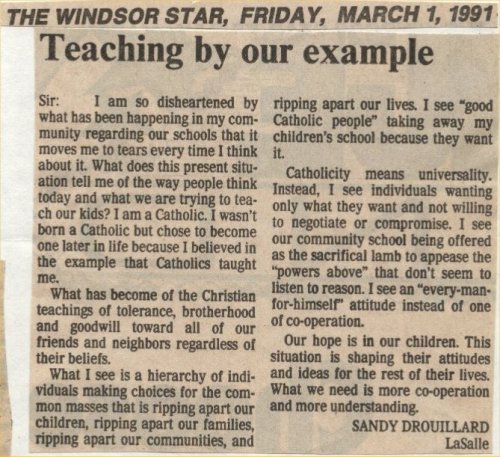 THE WINDSOR STAR, FRIDAY, MARCH 1, 1991
Teaching by our example
Sir: I am so disheartened by
what has been happening in my com-
munity regarding our schools that it
moves me to tears every time I think
about it. What does this present situ-
ation tell me of the way people think
today and what we are trying to tea-
ch our kids? I am a Catholic. I wasn't
born a Catholic but chose to become
one later in life because I believed in
the example that Catholics taught
me.
What has become of the Christian
teachings of tolerance, brotherhood
and goodwill toward all of our
friends and neighbors regardless of
their beliefs.
What I see is a hierarchy of indi-
viduals making choices for the com-
mon masses that is ripping apart our
children, ripping apart our families,
ripping apart our communities, and
ripping apart our lives. I see "good
Catholic people" taking away my
children's school because they want
it.
Catholicity means universality.
Instead, I see individuals wanting
only what they want and not willing
to negotiate or compromise. I see
our community school being offered
as the sacrifical lamb to appease the
"powers above" that don't seem to
listen to reason. I see an "every-man-
for-himself" attitude instead of one
of co-operation.
Our hope is in our children. This
situation is shaping their attitudes
and ideas for the rest of their lives.
What we need is more co-operation
and more understanding.
SANDY DROUILLARD
LaSalle